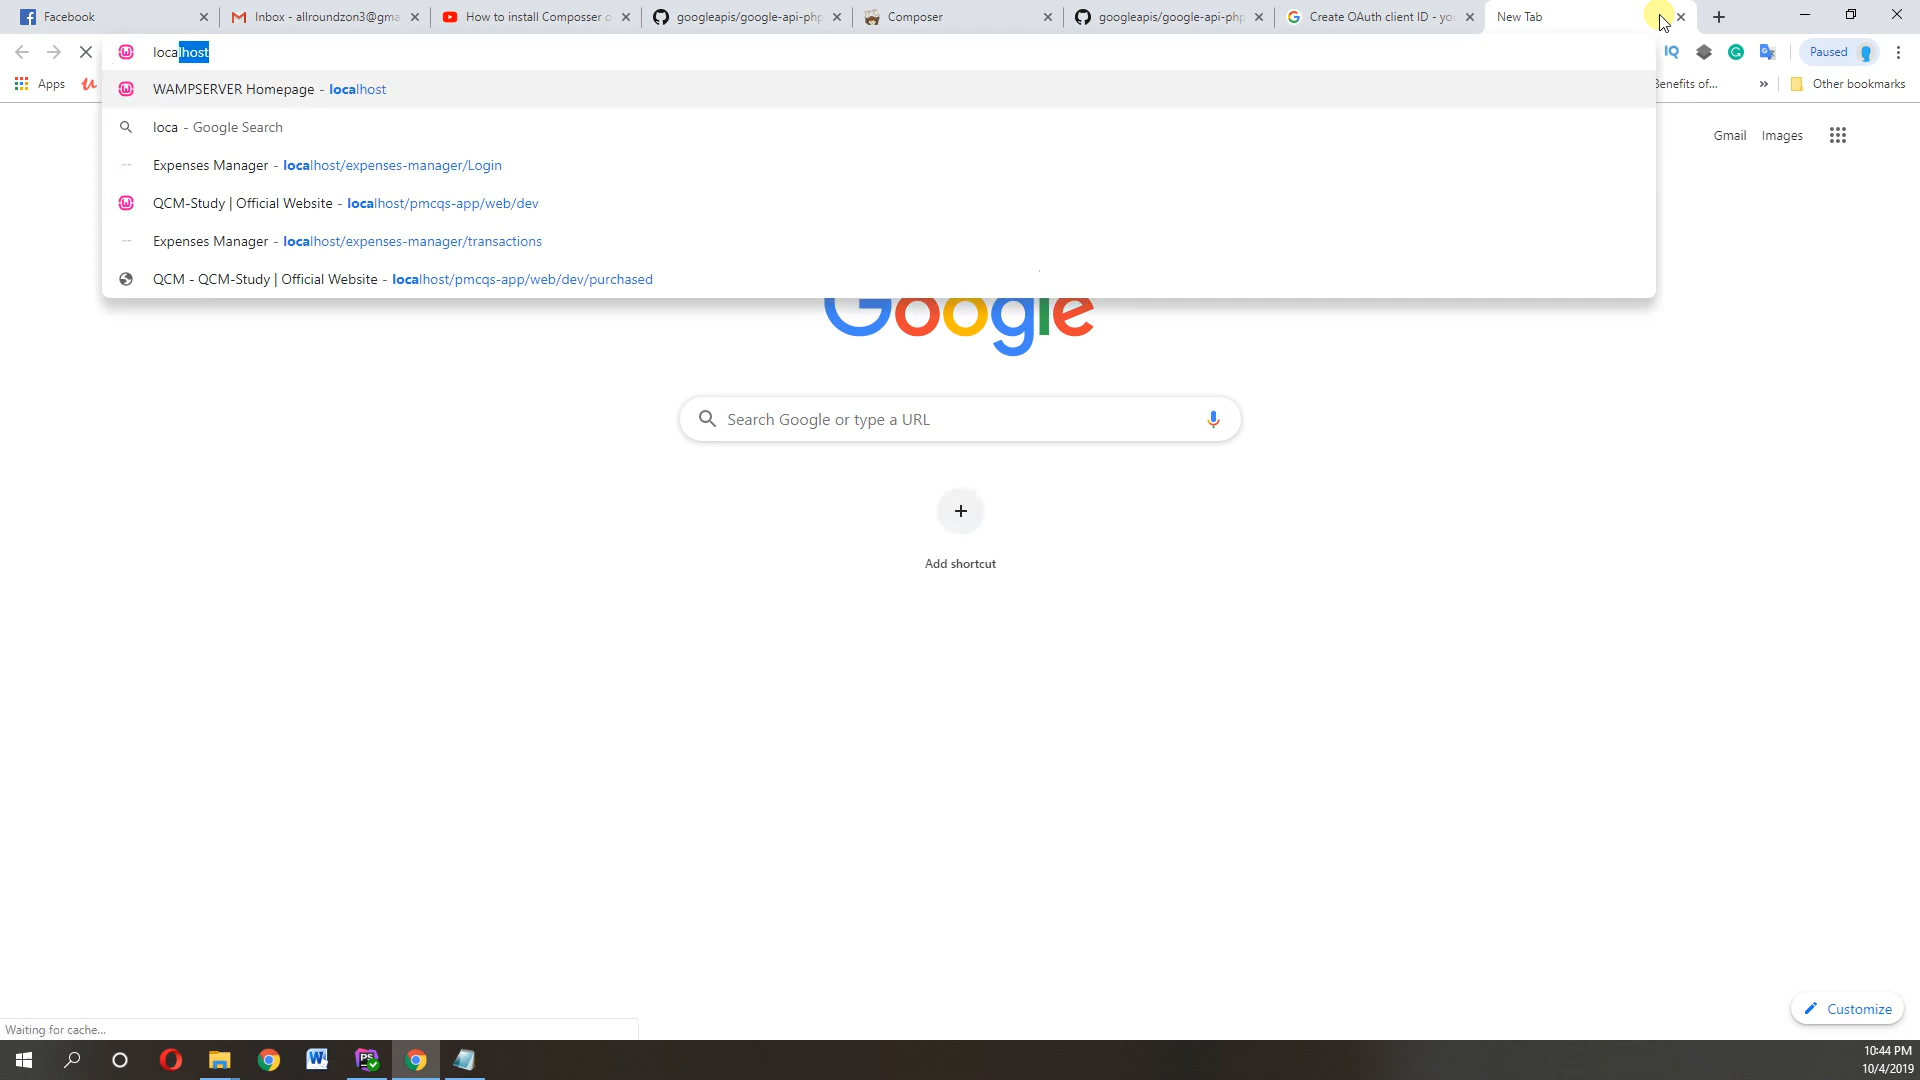 Facebook
Inbox - allroundzon3@gma
How to install Composser o
googleapis/google-api-php
Composer
googleapis/google-api-php
Create OAuth client ID - yo
New Tab
localhost
Paused
Apps
Benefits of...
»
Other bookmarks
WAMPSERVER Homepage - localhost
loca - Google Search
Expenses Manager - localhost/expenses-manager/Login
QCM-Study | Official Website - localhost/pmcqs-app/web/dev
Expenses Manager - localhost/expenses-manager/transactions
QCM - QCM-Study | Official Website - localhost/pmcqs-app/web/dev/purchased
Gmail Images
Google
Search Google or type a URL
Add shortcut
Customize
Waiting for cache...
10:44 PM
10/4/2019